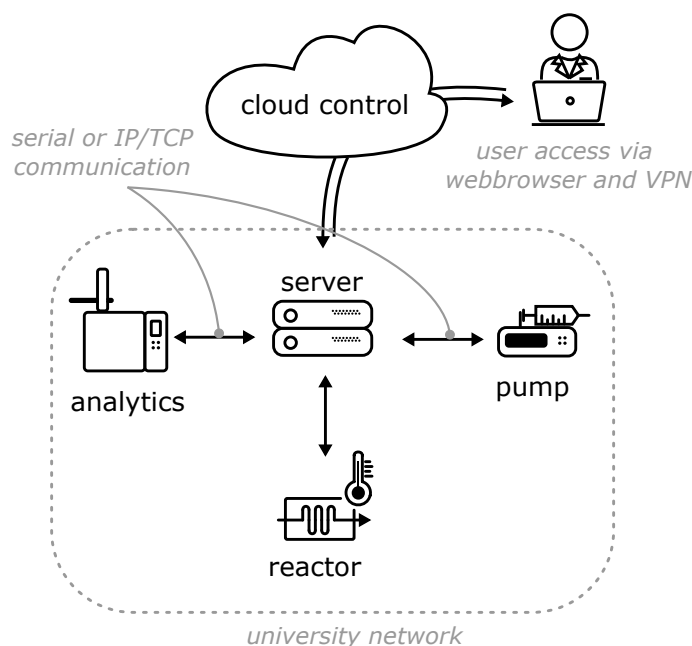 cloud control
serial or IP/TCP
communication
user access via
webbrowser and VPN
server
analytics
pump
reactor
university network